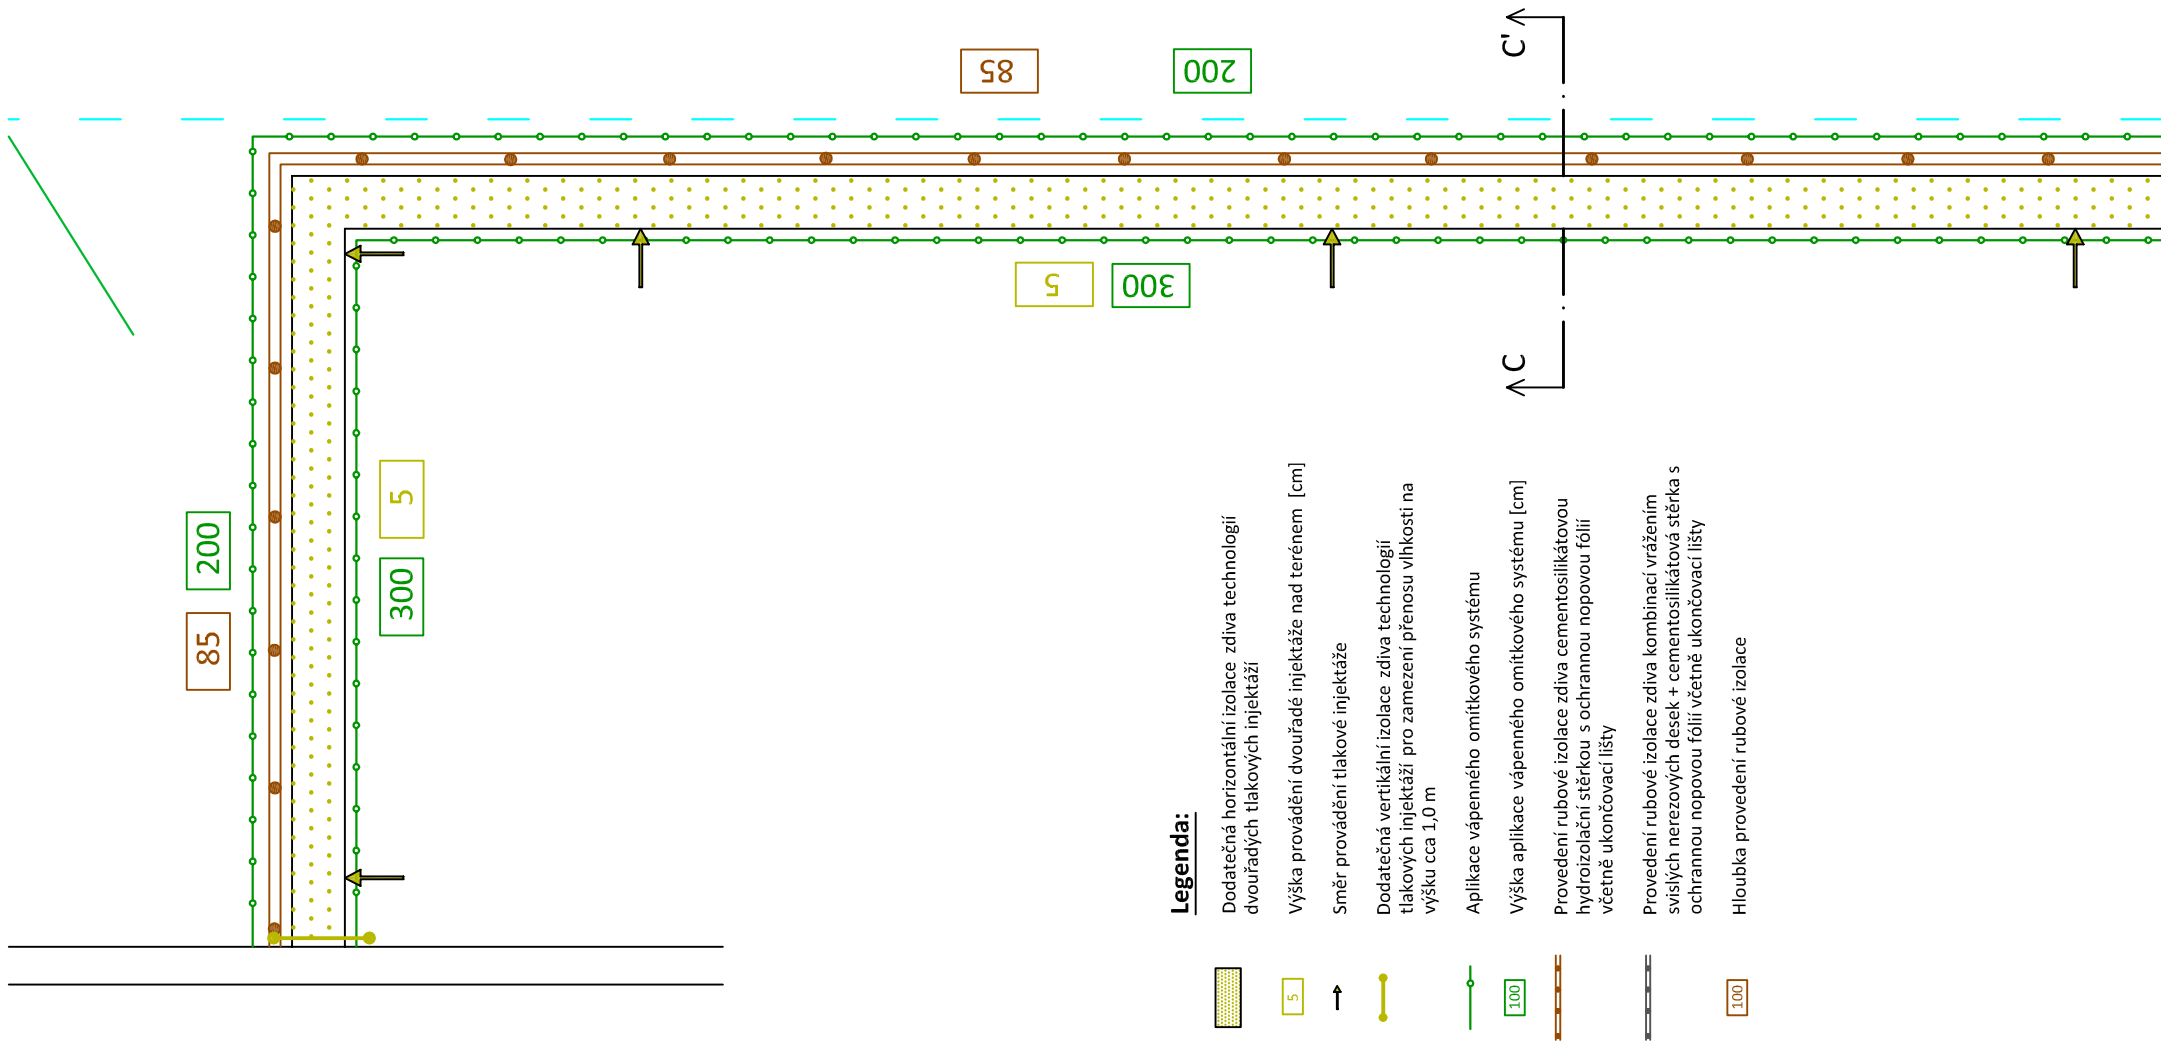 85
200
C'
C
5
300
200
85
5
300
Legenda:
Dodatečná horizontální izolace zdiva technologií
dvouřadých tlakových injektáží
5
Výška provádění dvouřadé injektáže nad terénem [cm]
Směr provádění tlakové injektáže
Dodatečná vertikální izolace zdiva technologií
tlakových injektáží pro zamezení přenosu vlhkosti na
výšku cca 1,0 m
Aplikace vápenného omítkového systému
100
Výška aplikace vápenného omítkového systému [cm]
Provedení rubové izolace zdiva cementosilikátovou
hydroizolační stěrkou s ochrannou nopovou fólií
včetně ukončovací lišty
Provedení rubové izolace zdiva kombinací vrážením
svislých nerezových desek + cementosilikátová stěrka s
ochrannou nopovou fólií včetně ukončovací lišty
100
Hloubka provedení rubové izolace